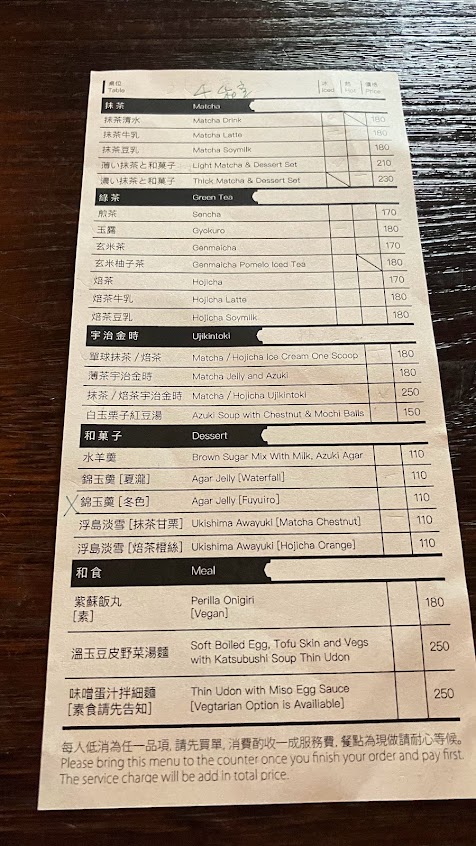 桌位 冰 熱 價格
Table Iced Hot Price
抹茶 Matcha
抹茶清水 Matcha Drink 180
抹茶牛乳 Matcha Latte 180
抹茶豆乳 Matcha Soymilk 180
薄い抹茶と和菓子 Light Matcha & Dessert Set 210
濃い抹茶と和菓子 Thick Matcha & Dessert Set 230
綠茶 Green Tea
煎茶 Sencha 170
玉露 Gyokuro 180
玄米茶 Genmaicha 170
玄米柚子茶 Genmaicha Pomelo Iced Tea 180
焙茶 Hojicha 170
焙茶牛乳 Hojicha Latte 180
焙茶豆乳 Hojicha Soymilk 180
宇治金時 Ujikintoki
單球抹茶/焙茶 Matcha / Hojicha Ice Cream One Scoop 180
薄茶宇治金時 Matcha Jelly and Azuki 180
抹茶/焙茶宇治金時 Matcha / Hojicha Ujikintoki 250
白玉栗子紅豆湯 Azuki Soup with Chestnut & Mochi Balls 150
和菓子 Dessert
水羊羹 Brown Sugar Mix With Milk, Azuki Agar 110
錦玉羹 [夏瀧] Agar Jelly [Waterfall] 110
X 錦玉羹 [冬色] Agar Jelly [Fuyuiro] 110
浮島淡雪 [抹茶甘栗] Ukishima Awayuki [Matcha Chestnut] 110
浮島淡雪 [焙茶橙絲] Ukishima Awayuki [Hojicha Orange] 110
和食 Meal
紫蘇飯丸 Perilla Onigiri 180
[素] [Vegan]
溫玉豆皮野菜湯麵 Soft Boiled Egg, Tofu Skin and Vegs 250
with Katsubushi Soup Thin Udon
味噌蛋汁拌細麵 Thin Udon with Miso Egg Sauce 250
[素食請先告知] [Vegtarian Option is Availiable]
每人低消為任一品項, 請先買單, 消費酌收一成服務費, 餐點為現做請耐心等候。
Please bring this menu to the counter once you finish your order and pay first.
The service charge will be add in total price.